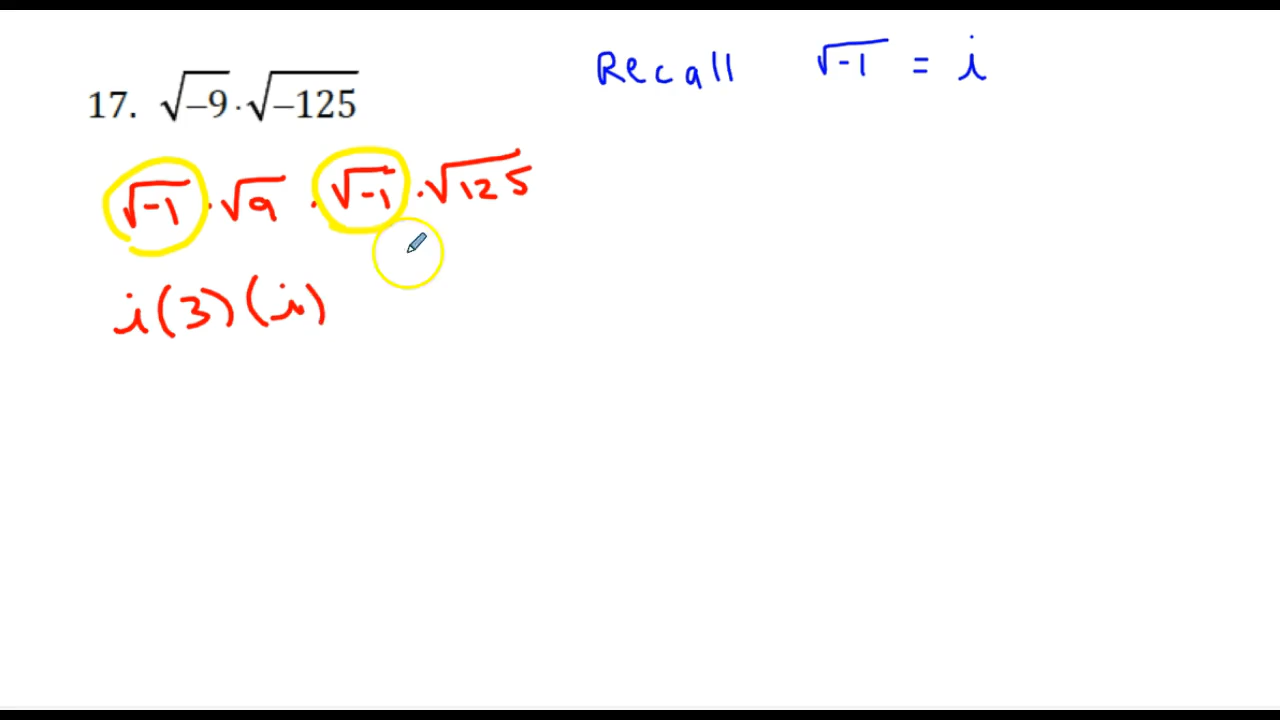 Recall √-1 = i
17. √−9 · √−125
√-1 · √9 · √-1 · √125
i(3)(i)